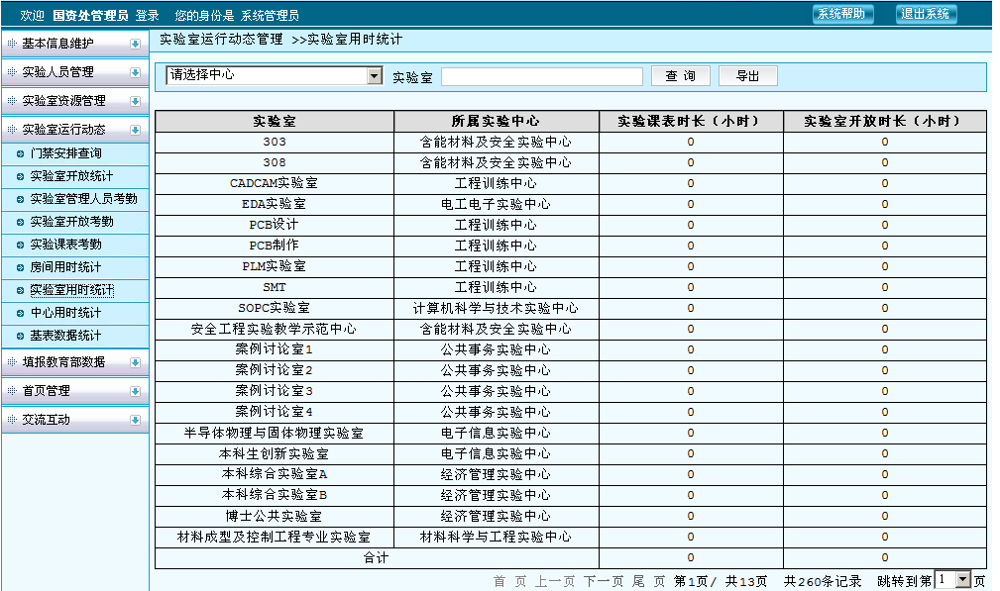 欢迎 国资处管理员 登录 您的身份是 系统管理员 系统帮助 退出系统
基本信息维护
实验人员管理
实验室资源管理
实验室运行动态
门禁安排查询
实验室开放统计
实验室管理人员考勤
实验室开放考勤
实验课表考勤
房间用时统计
实验室用时统计
中心用时统计
基表数据统计
填报教育部数据
首页管理
交流互动
实验室运行动态管理 >>实验室用时统计
请选择中心 实验室 查 询 导出
实验室 所属实验中心 实验课表时长（小时） 实验室开放时长（小时）
303 含能材料及安全实验中心 0 0
308 含能材料及安全实验中心 0 0
CADCAM实验室 工程训练中心 0 0
EDA实验室 电工电子实验中心 0 0
PCB设计 工程训练中心 0 0
PCB制作 工程训练中心 0 0
PLM实验室 工程训练中心 0 0
SMT 工程训练中心 0 0
SOPC实验室 计算机科学与技术实验中心 0 0
安全工程实验教学示范中心 含能材料及安全实验中心 0 0
案例讨论室1 公共事务实验中心 0 0
案例讨论室2 公共事务实验中心 0 0
案例讨论室3 公共事务实验中心 0 0
案例讨论室4 公共事务实验中心 0 0
半导体物理与固体物理实验室 电子信息实验中心 0 0
本科生创新实验室 电子信息实验中心 0 0
本科综合实验室A 经济管理实验中心 0 0
本科综合实验室B 经济管理实验中心 0 0
博士公共实验室 经济管理实验中心 0 0
材料成型及控制工程专业实验室 材料科学与工程实验中心 0 0
合计 0 0
首 页 上一页 下一页 尾 页 第1页/ 共13页 共260条记录 跳转到第 1 页